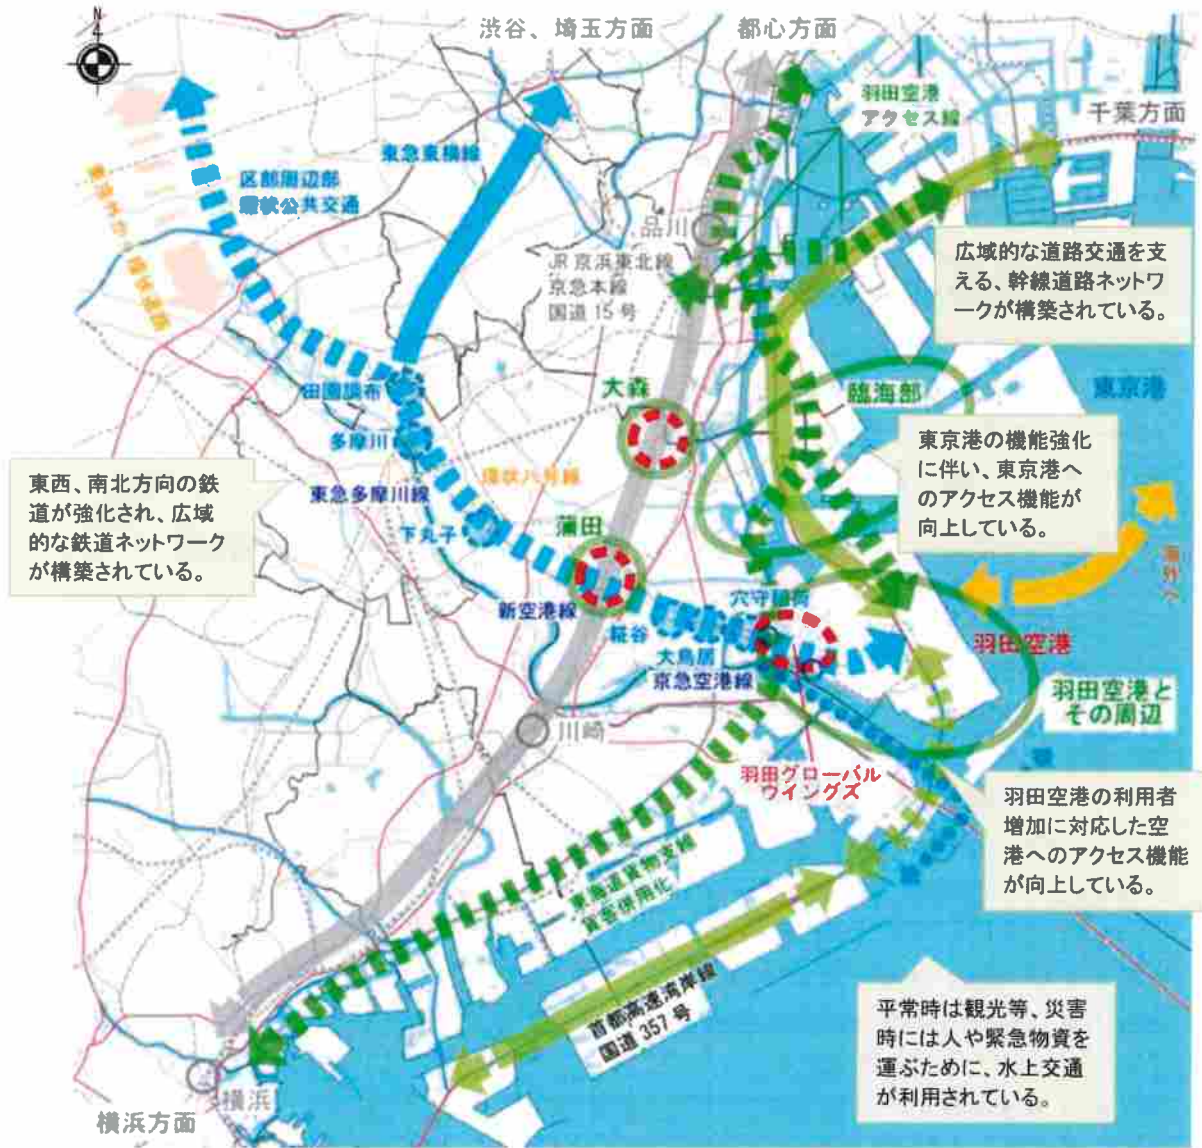 N
渋谷、埼玉方面
都心方面
羽田空港
アクセス線
千葉方面
東急東横線
区部周辺部
環状公共交通
品川
JR京浜東北線
京急本線
国道15号
広域的な道路交通を支
える、幹線道路ネットワ
ークが構築されている。
田園調布
大森
臨海部
東京港
多摩川
東急多摩川線
環状八号線
下丸子
蒲田
東京港の機能強化
に伴い、東京港へ
のアクセス機能が
向上している。
東西、南北方向の鉄
道が強化され、広域
的な鉄道ネットワーク
が構築されている。
海外へ
新空港線
糀谷
穴守稲荷
大鳥居
京急空港線
羽田空港
羽田空港と
その周辺
川崎
羽田グローバル
ウイングズ
羽田空港の利用者
増加に対応した空
港へのアクセス機能
が向上している。
東海道貨物支線
貨客併用化
首都高速湾岸線
国道357号
平常時は観光等、災害
時には人や緊急物資を
運ぶために、水上交通
が利用されている。
横浜
横浜方面